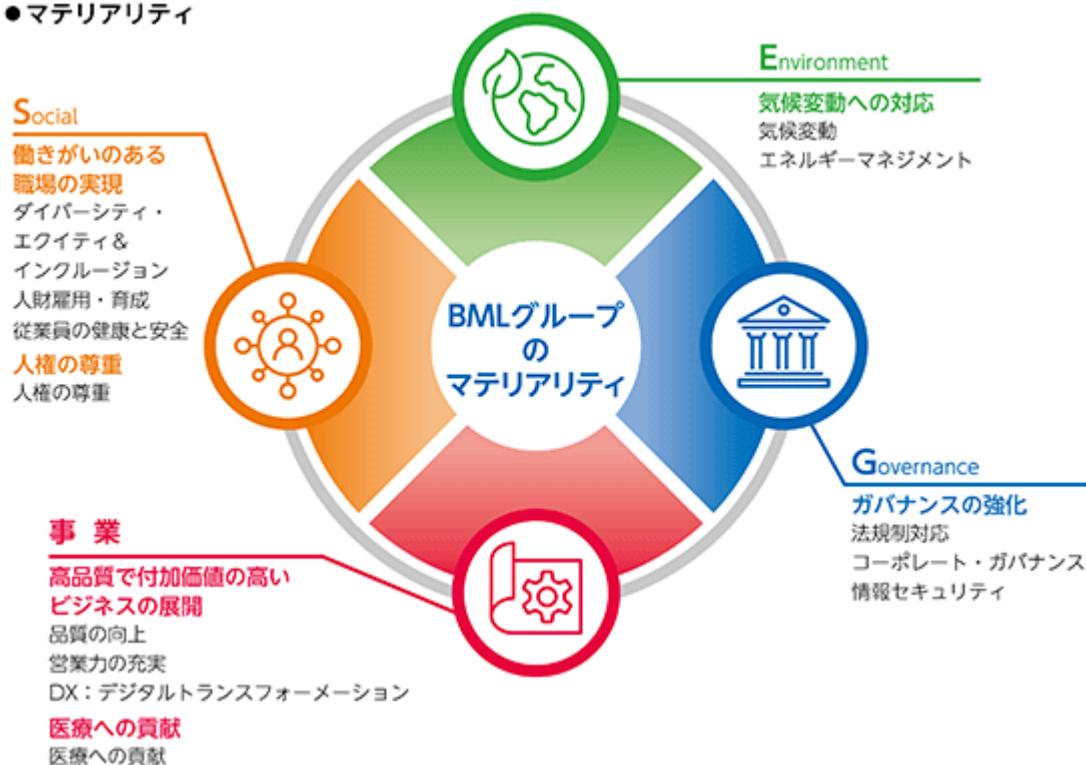 ●マテリアリティ
Environment
気候変動への対応
気候変動
エネルギーマネジメント
Social
働きがいのある
職場の実現
ダイバーシティ・
エクイティ＆
インクルージョン
人財雇用・育成
従業員の健康と安全
人権の尊重
人権の尊重
BMLグループ
の
マテリアリティ
Governance
ガバナンスの強化
法規制対応
コーポレート・ガバナンス
情報セキュリティ
事 業
高品質で付加価値の高い
ビジネスの展開
品質の向上
営業力の充実
DX：デジタルトランスフォーメーション
医療への貢献
医療への貢献